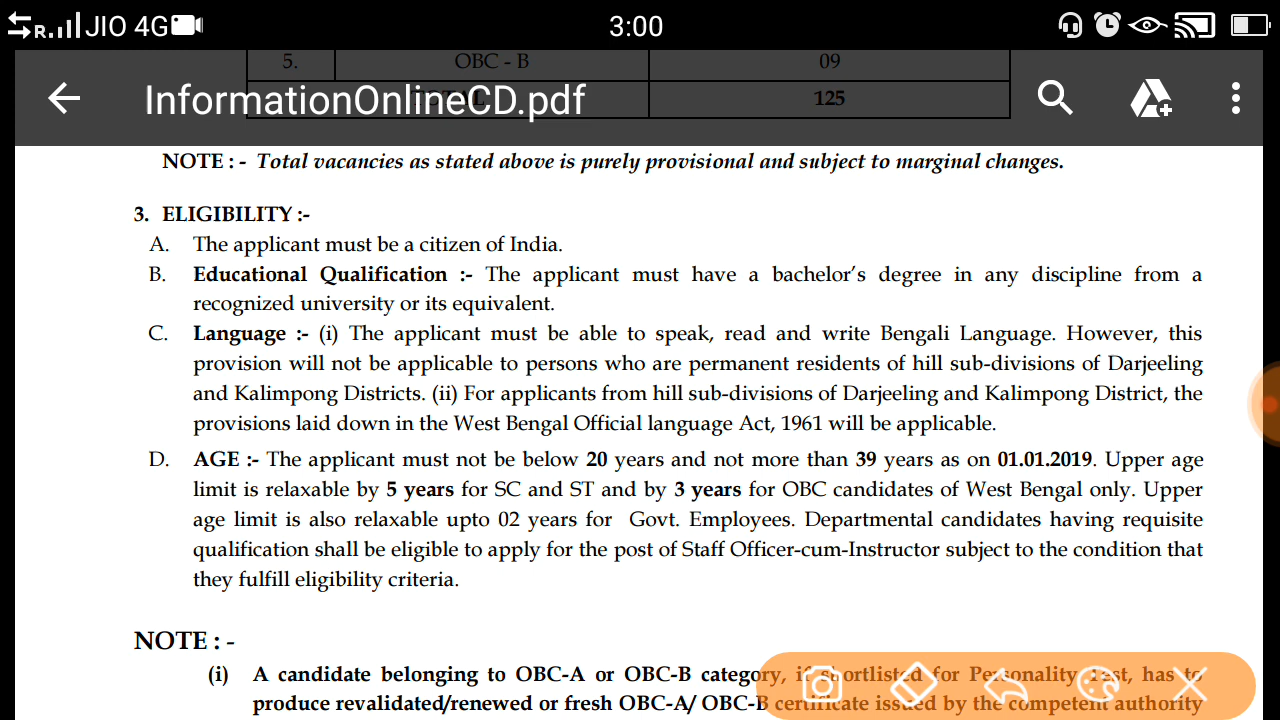 R. JIO 4G 3:00
5. OBC - B 09
InformationOnlineCD.pdf 125
NOTE : - Total vacancies as stated above is purely provisional and subject to marginal changes.
3. ELIGIBILITY :-
A. The applicant must be a citizen of India.
B. Educational Qualification :- The applicant must have a bachelor's degree in any discipline from a
recognized university or its equivalent.
C. Language :- (i) The applicant must be able to speak, read and write Bengali Language. However, this
provision will not be applicable to persons who are permanent residents of hill sub-divisions of Darjeeling
and Kalimpong Districts. (ii) For applicants from hill sub-divisions of Darjeeling and Kalimpong District, the
provisions laid down in the West Bengal Official language Act, 1961 will be applicable.
D. AGE :- The applicant must not be below 20 years and not more than 39 years as on 01.01.2019. Upper age
limit is relaxable by 5 years for SC and ST and by 3 years for OBC candidates of West Bengal only. Upper
age limit is also relaxable upto 02 years for Govt. Employees. Departmental candidates having requisite
qualification shall be eligible to apply for the post of Staff Officer-cum-Instructor subject to the condition that
they fulfill eligibility criteria.
NOTE : -
(i) A candidate belonging to OBC-A or OBC-B category, if shortlisted for Personality Test, has to
produce revalidated/renewed or fresh OBC-A/ OBC-B certificate issued by the competent authority